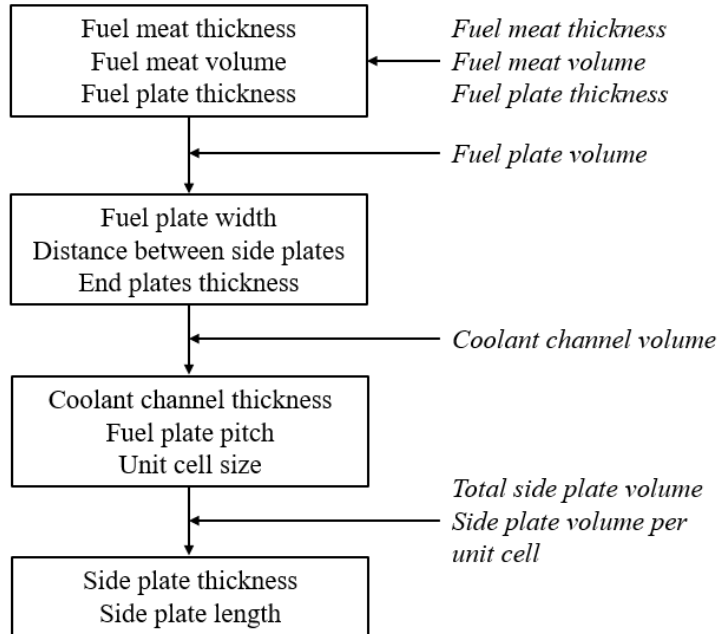 Fuel meat thickness
Fuel meat volume
Fuel plate thickness
Fuel meat thickness
Fuel meat volume
Fuel plate thickness
Fuel plate volume
Fuel plate width
Distance between side plates
End plates thickness
Coolant channel volume
Coolant channel thickness
Fuel plate pitch
Unit cell size
Total side plate volume
Side plate volume per
unit cell
Side plate thickness
Side plate length